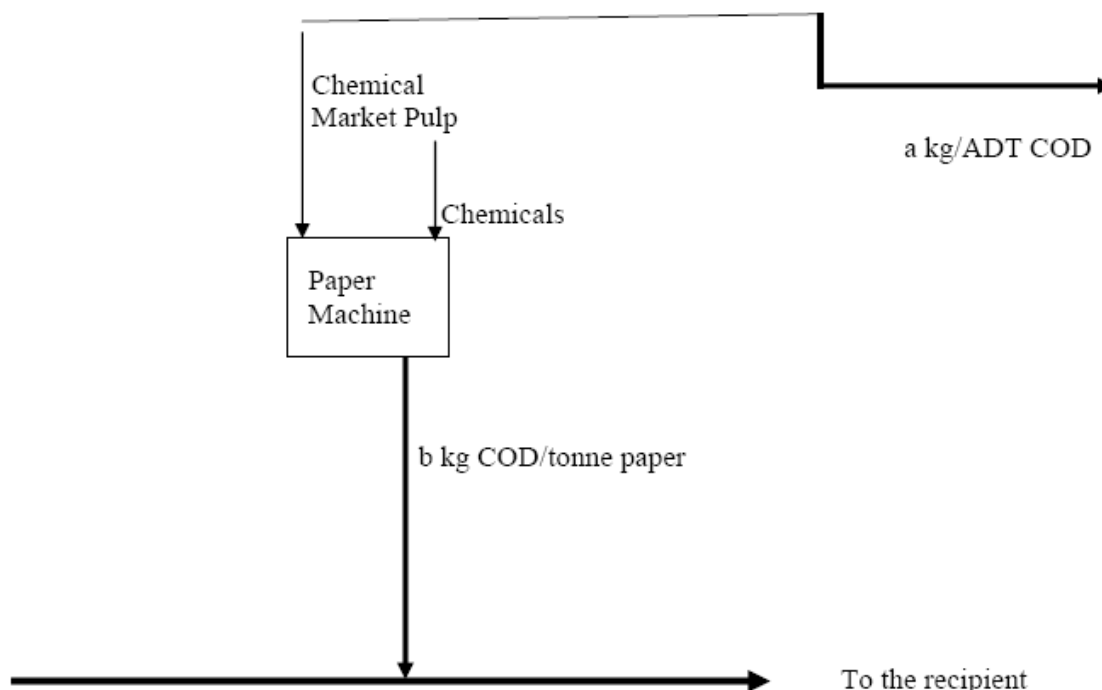 Chemical
Market Pulp
a kg/ADT COD
Chemicals
Paper
Machine
b kg COD/tonne paper
To the recipient